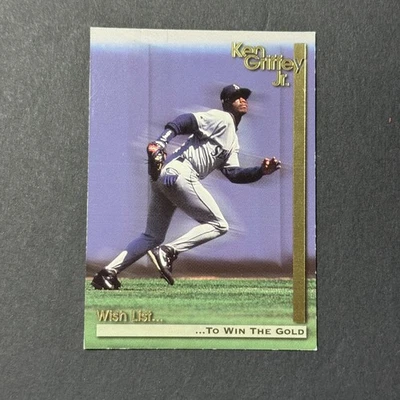 Ken
Griffey
Jr.
Wish List...
...To Win The Gold